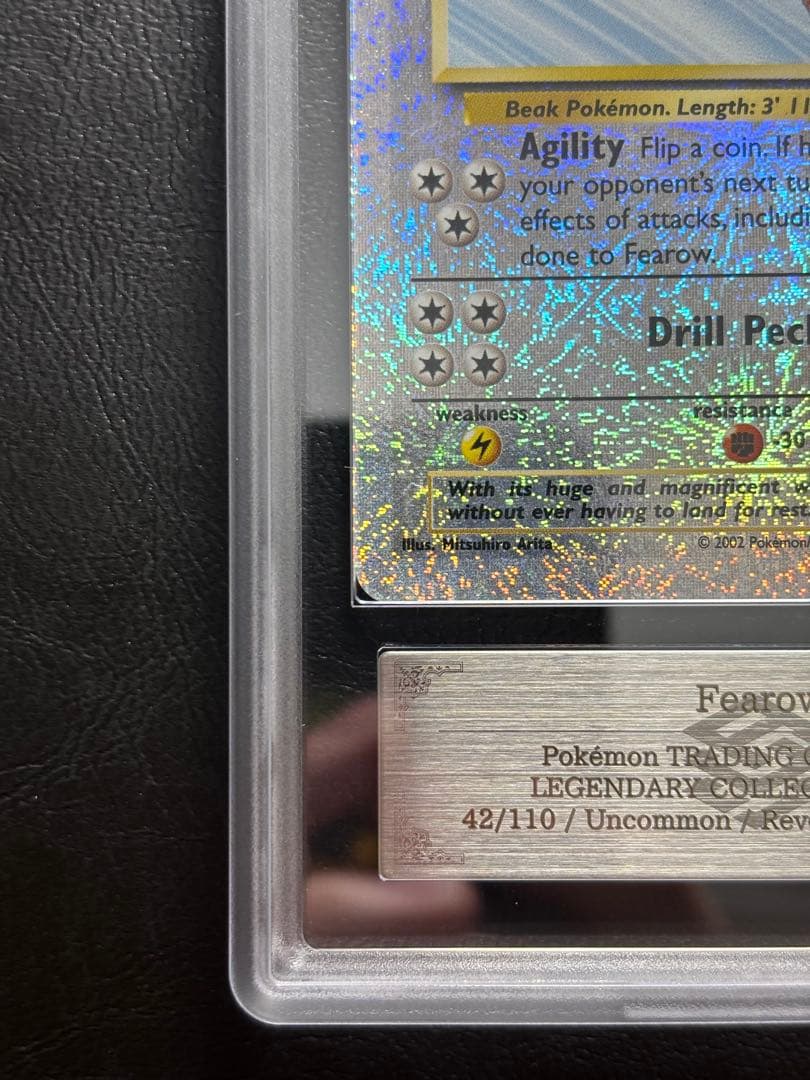 Beak Pokémon. Length: 3' 11
Agility Flip a coin. If h
your opponent's next tu
effects of attacks, includi
done to Fearow.
Drill Peck
weakness
resistance
-30
With its huge and magnificent w
without ever having to land for rest.
Illus. Mitsuhiro Arita
© 2002 Pokémon/
Fearow
Pokémon TRADING
LEGENDARY COLLEC
42/110 / Uncommon / Reve